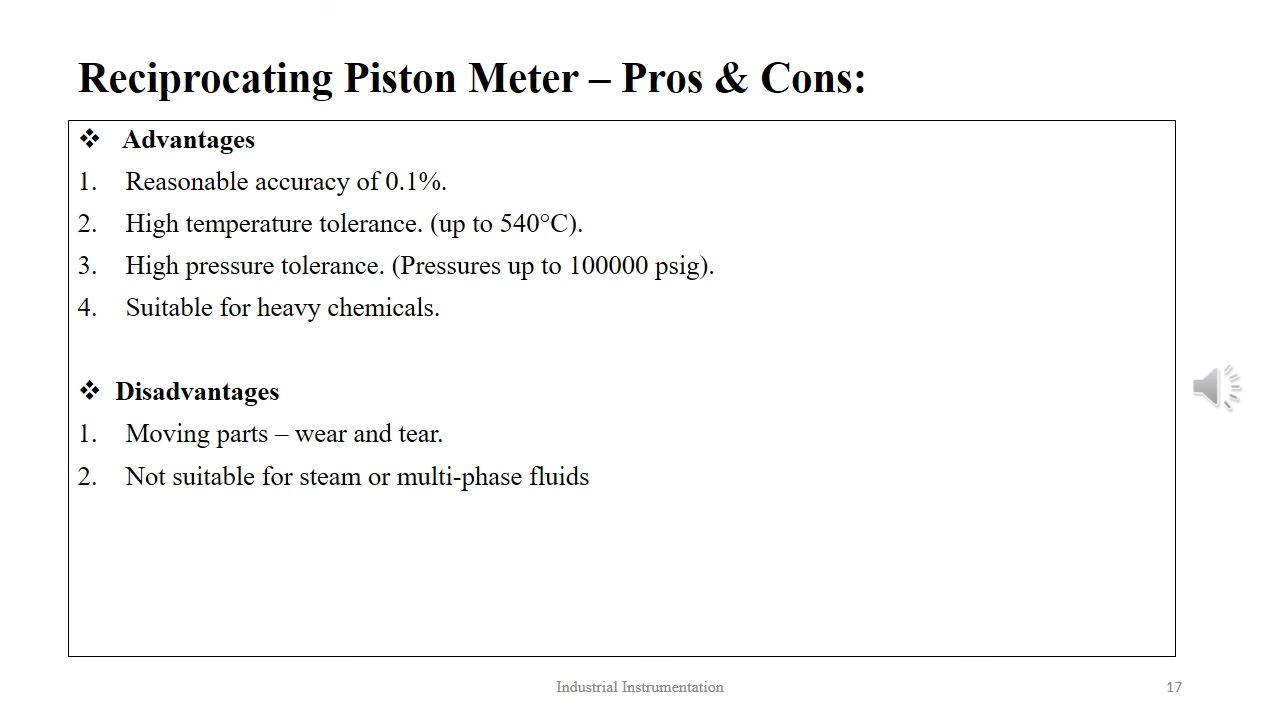 Reciprocating Piston Meter – Pros & Cons:
❖ Advantages
1. Reasonable accuracy of 0.1%.
2. High temperature tolerance. (up to 540°C).
3. High pressure tolerance. (Pressures up to 100000 psig).
4. Suitable for heavy chemicals.
❖ Disadvantages
1. Moving parts – wear and tear.
2. Not suitable for steam or multi-phase fluids
Industrial Instrumentation
17